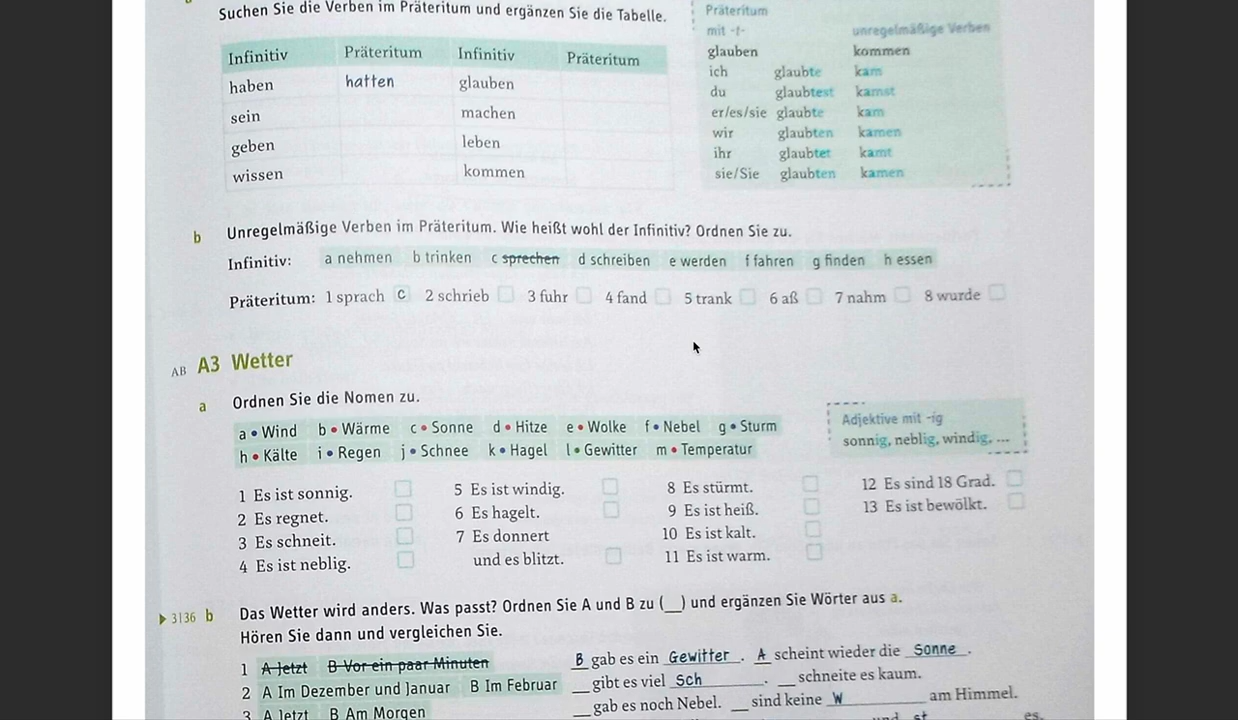 Suchen Sie die Verben im Präteritum und ergänzen Sie die Tabelle.
Infinitiv Präteritum Infinitiv Präteritum
haben hatten glauben
sein machen
geben leben
wissen kommen
Präteritum
mit -t- unregelmäßige Verben
glauben kommen
ich glaubte kam
du glaubtest kamst
er/es/sie glaubte kam
wir glaubten kamen
ihr glaubtet kamt
sie/Sie glaubten kamen
b Unregelmäßige Verben im Präteritum. Wie heißt wohl der Infinitiv? Ordnen Sie zu.
Infinitiv: a nehmen b trinken c sprechen d schreiben e werden f fahren g finden h essen
Präteritum: 1 sprach c 2 schrieb 3 fuhr 4 fand 5 trank 6 aß 7 nahm 8 wurde
AB A3 Wetter
a Ordnen Sie die Nomen zu.
a • Wind b • Wärme c • Sonne d • Hitze e • Wolke f • Nebel g • Sturm
h • Kälte i • Regen j • Schnee k • Hagel l • Gewitter m • Temperatur
Adjektive mit -ig
sonnig, neblig, windig, ...
1 Es ist sonnig.
2 Es regnet.
3 Es schneit.
4 Es ist neblig.
5 Es ist windig.
6 Es hagelt.
7 Es donnert
und es blitzt.
8 Es stürmt.
9 Es ist heiß.
10 Es ist kalt.
11 Es ist warm.
12 Es sind 18 Grad.
13 Es ist bewölkt.
▶ 3|36 b Das Wetter wird anders. Was passt? Ordnen Sie A und B zu (__) und ergänzen Sie Wörter aus a.
Hören Sie dann und vergleichen Sie.
1 A Jetzt B Vor ein paar Minuten B gab es ein Gewitter. A scheint wieder die Sonne.
2 A Im Dezember und Januar B Im Februar __ gibt es viel Sch______. __ schneite es kaum.
3 A Jetzt B Am Morgen __ gab es noch Nebel. __ sind keine W________ am Himmel.
und st es.